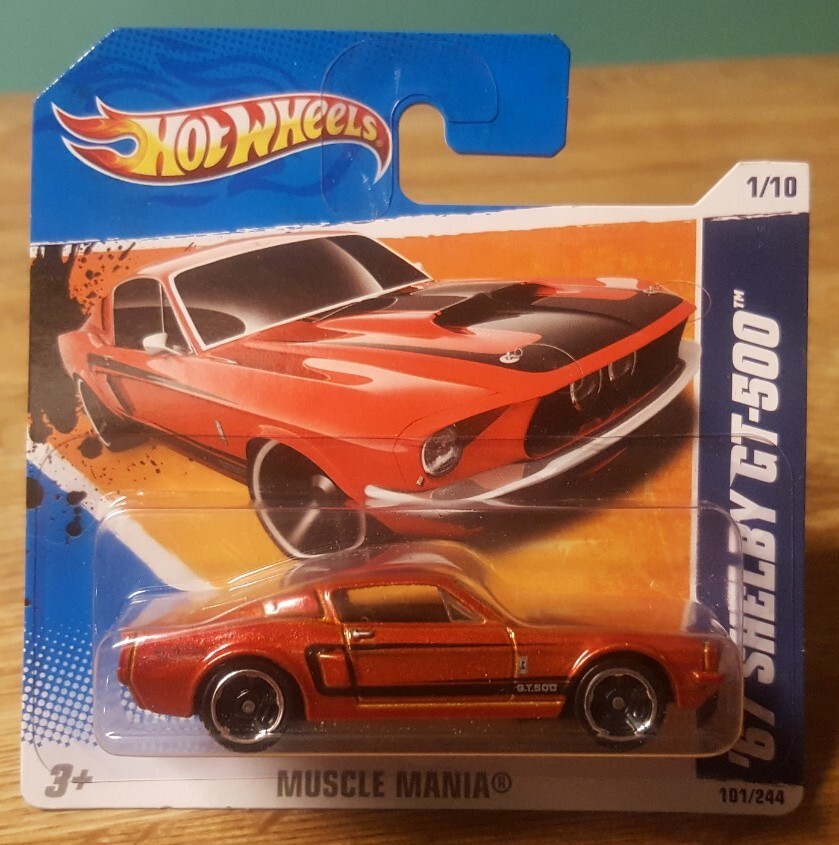 HOT WHEELS
1/10
'67 SHELBY GT-500™
G.T.500
3+
MUSCLE MANIA®
101/244